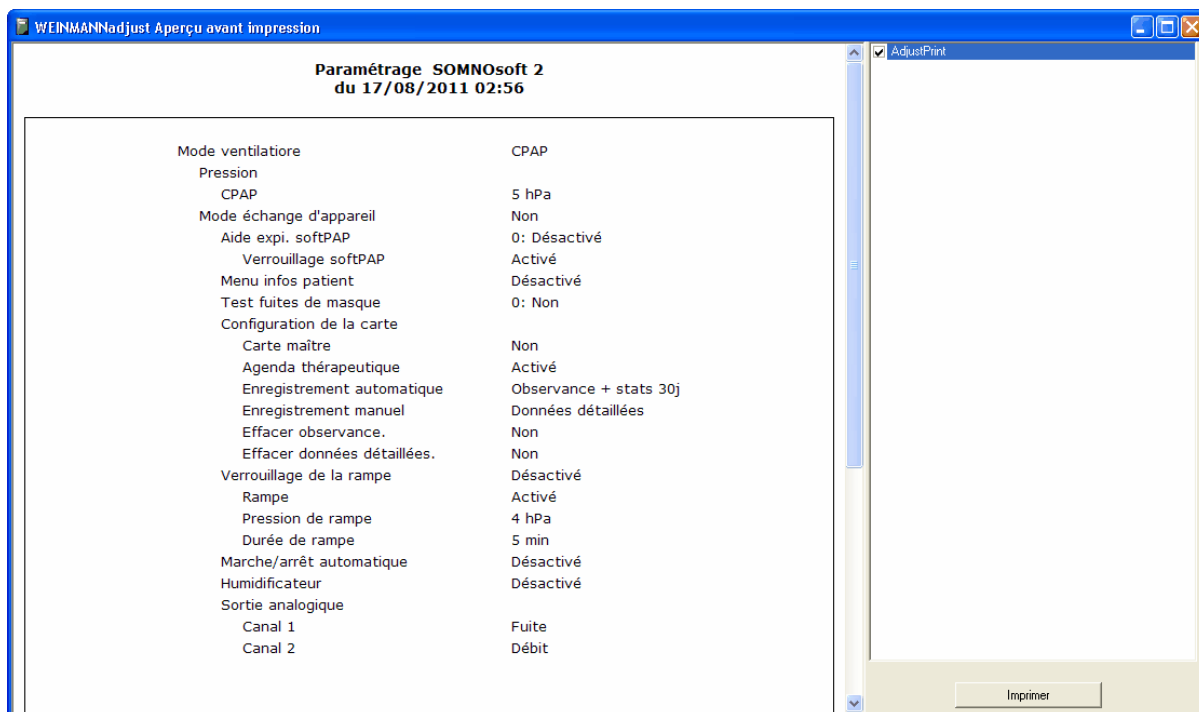 WEINMANNadjust Aperçu avant impression
Paramétrage SOMNOsoft 2
du 17/08/2011 02:56
Mode ventilatiore CPAP
Pression
CPAP 5 hPa
Mode échange d'appareil Non
Aide expi. softPAP 0: Désactivé
Verrouillage softPAP Activé
Menu infos patient Désactivé
Test fuites de masque 0: Non
Configuration de la carte
Carte maître Non
Agenda thérapeutique Activé
Enregistrement automatique Observance + stats 30j
Enregistrement manuel Données détaillées
Effacer observance. Non
Effacer données détaillées. Non
Verrouillage de la rampe Désactivé
Rampe Activé
Pression de rampe 4 hPa
Durée de rampe 5 min
Marche/arrêt automatique Désactivé
Humidificateur Désactivé
Sortie analogique
Canal 1 Fuite
Canal 2 Débit
AdjustPrint
Imprimer